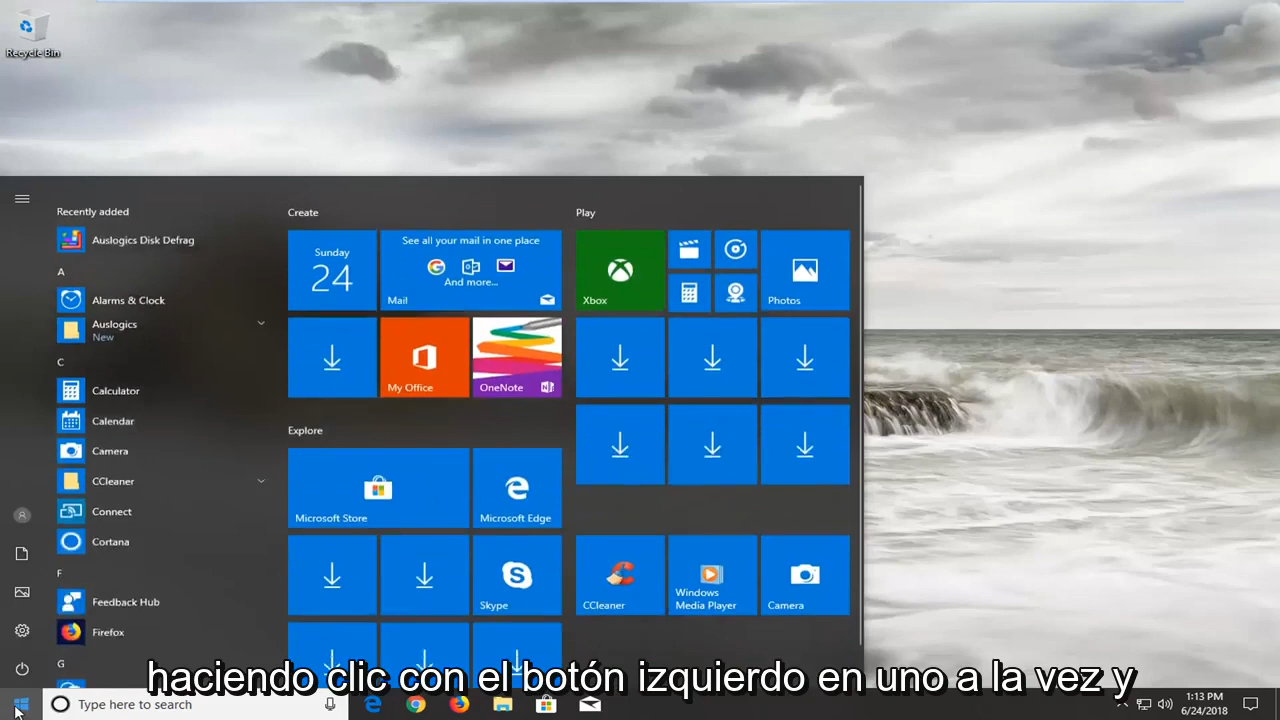 Recycle Bin
Recently added
Auslogics Disk Defrag
A
Alarms & Clock
Auslogics
New
C
Calculator
Calendar
Camera
CCleaner
Connect
Cortana
F
Feedback Hub
Firefox
G
Create
Sunday
24
See all your mail in one place
And more...
Mail
My Office
OneNote
Explore
Microsoft Store
Microsoft Edge
Skype
Play
Xbox
Photos
CCleaner
Windows
Media Player
Camera
haciendo clic con el botón izquierdo en uno a la vez y
Type here to search
1:13 PM
6/24/2018